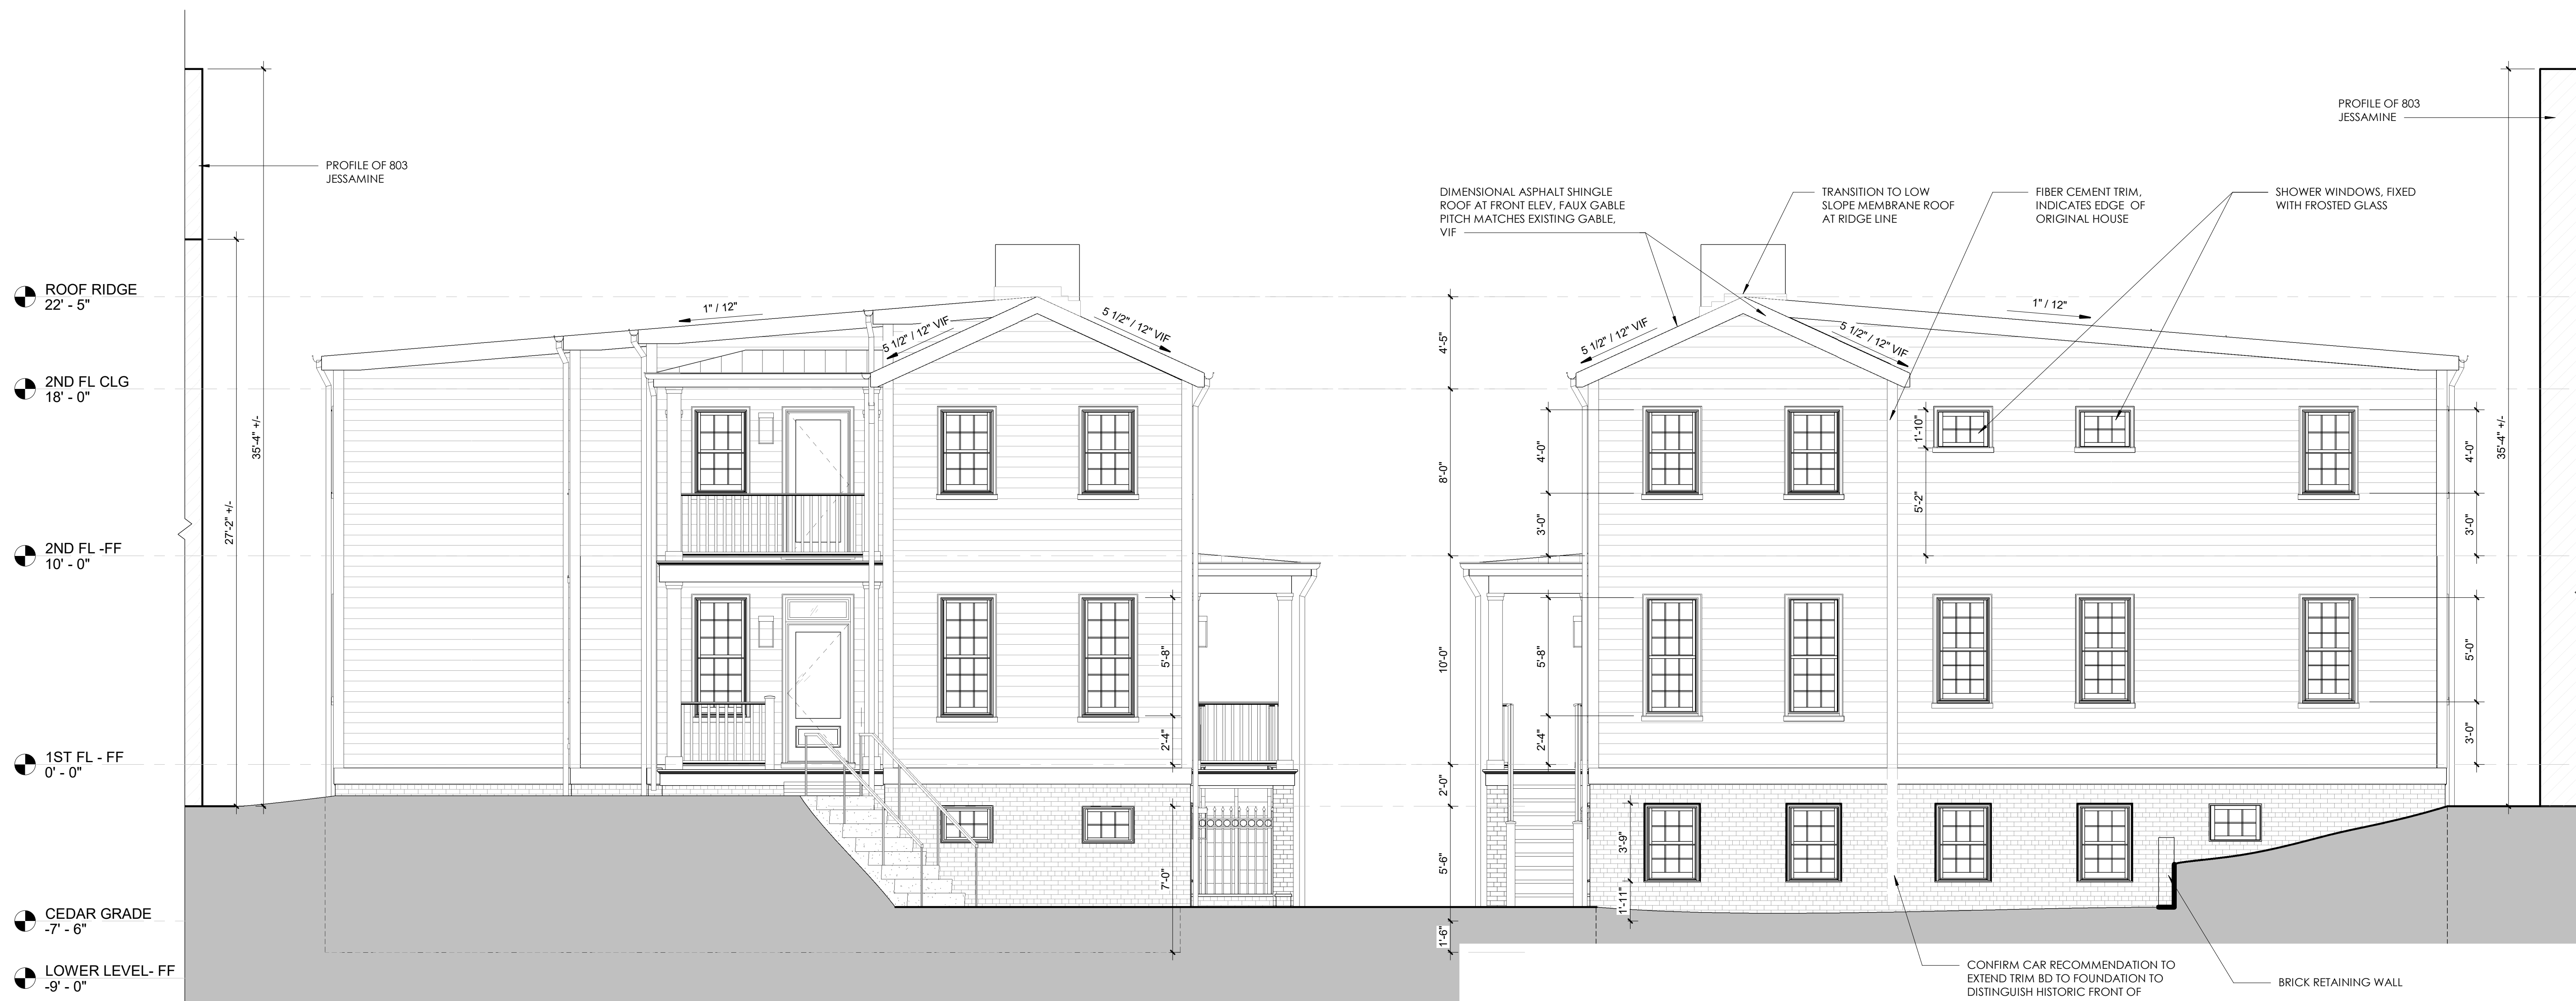 PROFILE OF 803
JESSAMINE
PROFILE OF 803
JESSAMINE
DIMENSIONAL ASPHALT SHINGLE
ROOF AT FRONT ELEV, FAUX GABLE
PITCH MATCHES EXISTING GABLE,
VIF
TRANSITION TO LOW
SLOPE MEMBRANE ROOF
AT RIDGE LINE
FIBER CEMENT TRIM,
INDICATES EDGE OF
ORIGINAL HOUSE
SHOWER WINDOWS, FIXED
WITH FROSTED GLASS
ROOF RIDGE
22' - 5"
2ND FL CLG
18' - 0"
2ND FL -FF
10' - 0"
1ST FL - FF
0' - 0"
CEDAR GRADE
-7' - 6"
LOWER LEVEL- FF
-9' - 0"
27'-2" +/-
35'-4" +/-
1" / 12"
5 1/2" / 12" VIF
5 1/2" / 12" VIF
5'-8"
2'-4"
7'-0"
4'-5"
8'-0"
10'-0"
2'-0"
5'-6"
1'-6"
5 1/2" / 12" VIF
5 1/2" / 12" VIF
1" / 12"
4'-0"
3'-0"
5'-8"
2'-4"
3'-9"
1'-11"
1'-10"
5'-2"
4'-0"
3'-0"
5'-0"
3'-0"
35'-4" +/-
CONFIRM CAR RECOMMENDATION TO
EXTEND TRIM BD TO FOUNDATION TO
DISTINGUISH HISTORIC FRONT OF
BRICK RETAINING WALL